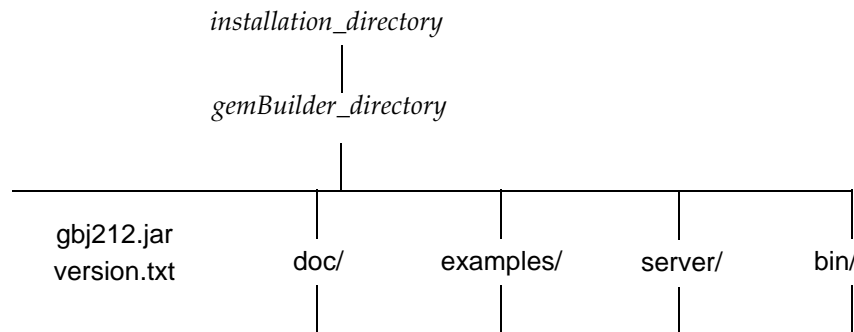 installation_directory
gemBuilder_directory
gbj212.jar
version.txt
doc/
examples/
server/
bin/